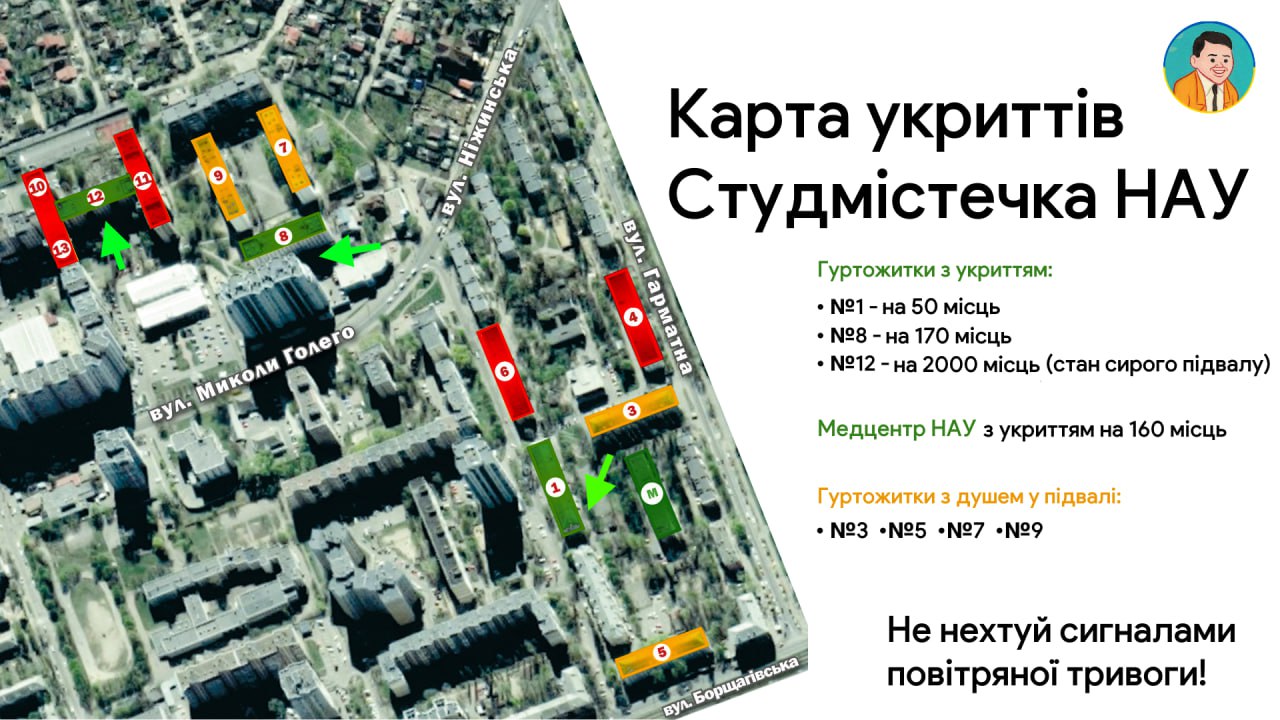 Карта укриттів
Студмістечка НАУ
Гуртожитки з укриттям:
• №1 - на 50 місць
• №8 - на 170 місць
• №12 - на 2000 місць (стан сирого підвалу)
Медцентр НАУ з укриттям на 160 місць
Гуртожитки з душем у підвалі:
• №3 •№5 •№7 •№9
Не нехтуй сигналами
повітряної тривоги!
вул. Ніжинська
вул. Гарматна
вул. Миколи Голего
вул. Борщагівська
10
12
11
13
9
7
8
4
6
3
1
М
5